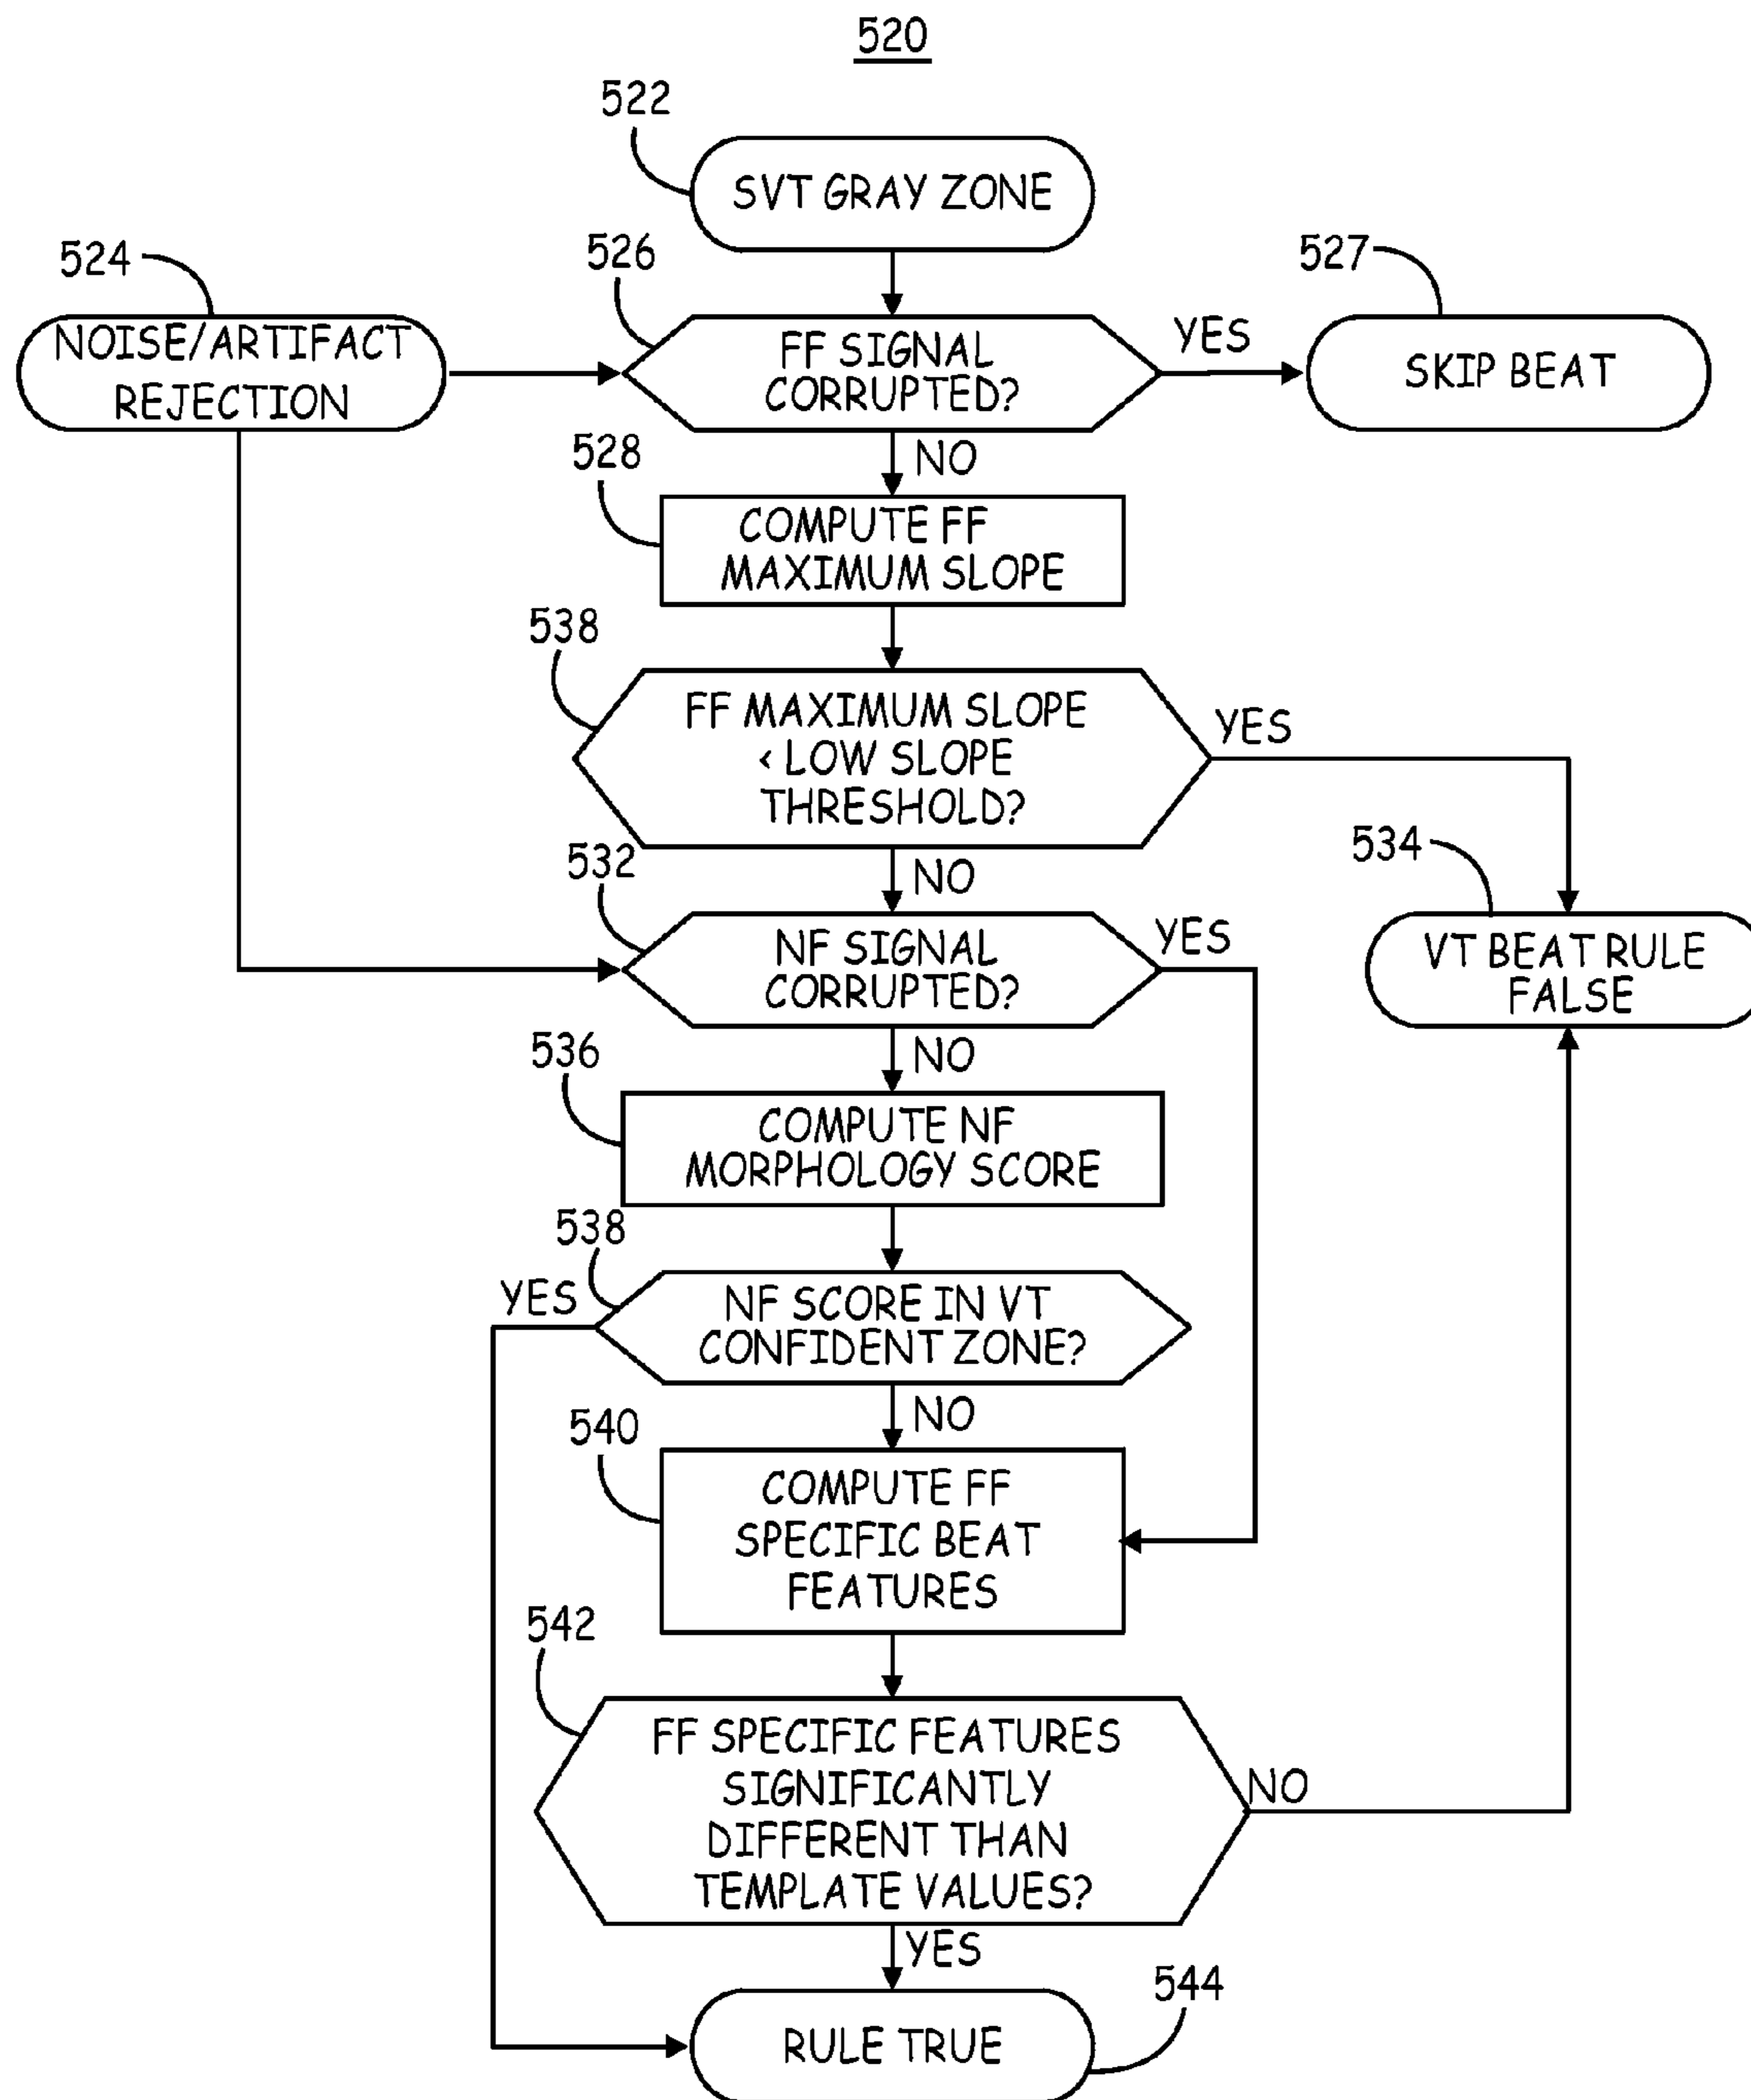 520
522
SVT GRAY ZONE
524
NOISE/ARTIFACT
REJECTION
526
FF SIGNAL
CORRUPTED?
YES
527
SKIP BEAT
NO
528
COMPUTE FF
MAXIMUM SLOPE
538
FF MAXIMUM SLOPE
< LOW SLOPE
THRESHOLD?
YES
NO
534
VT BEAT RULE
FALSE
532
NF SIGNAL
CORRUPTED?
YES
NO
536
COMPUTE NF
MORPHOLOGY SCORE
538
YES
NF SCORE IN VT
CONFIDENT ZONE?
NO
540
COMPUTE FF
SPECIFIC BEAT
FEATURES
542
FF SPECIFIC FEATURES
SIGNIFICANTLY
DIFFERENT THAN
TEMPLATE VALUES?
NO
YES
544
RULE TRUE